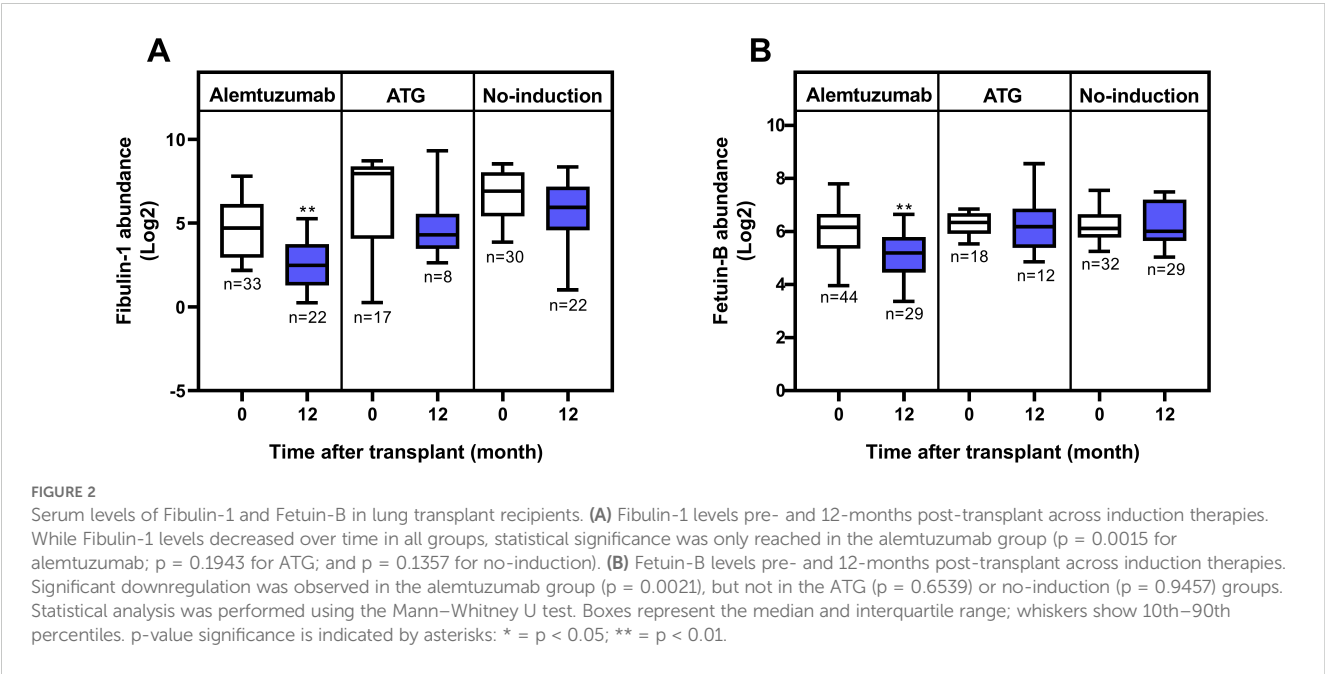 A
Alemtuzumab ATG No-induction
Fibulin-1 abundance
(Log2)
10
5
0
-5
**
n=33
n=22
n=17
n=8
n=30
n=22
0 12 0 12 0 12
Time after transplant (month)
B
Alemtuzumab ATG No-induction
Fetuin-B abundance
(Log2)
10
8
6
4
2
0
**
n=44
n=29
n=18
n=12
n=32
n=29
0 12 0 12 0 12
Time after transplant (month)
FIGURE 2
Serum levels of Fibulin-1 and Fetuin-B in lung transplant recipients. (A) Fibulin-1 levels pre- and 12-months post-transplant across induction therapies.
While Fibulin-1 levels decreased over time in all groups, statistical significance was only reached in the alemtuzumab group (p = 0.0015 for
alemtuzumab; p = 0.1943 for ATG; and p = 0.1357 for no-induction). (B) Fetuin-B levels pre- and 12-months post-transplant across induction therapies.
Significant downregulation was observed in the alemtuzumab group (p = 0.0021), but not in the ATG (p = 0.6539) or no-induction (p = 0.9457) groups.
Statistical analysis was performed using the Mann–Whitney U test. Boxes represent the median and interquartile range; whiskers show 10th–90th
percentiles. p-value significance is indicated by asterisks: * = p < 0.05; ** = p < 0.01.